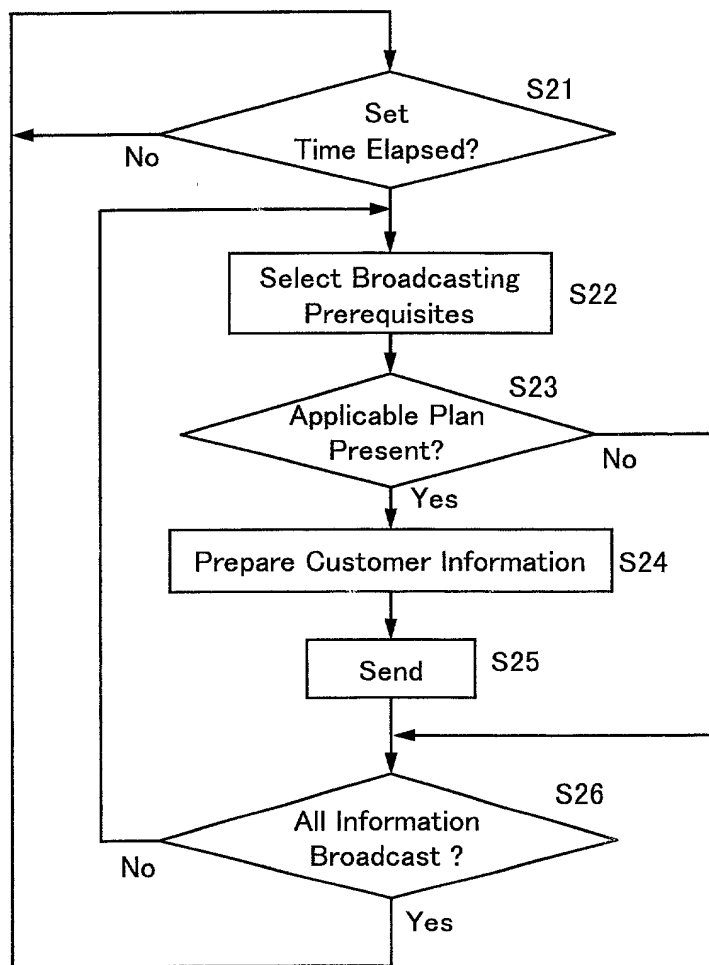 S21
Set
Time Elapsed?
No
Select Broadcasting
Prerequisites
S22
S23
Applicable Plan
Present?
No
Yes
Prepare Customer Information
S24
Send
S25
S26
All Information
Broadcast ?
No
Yes